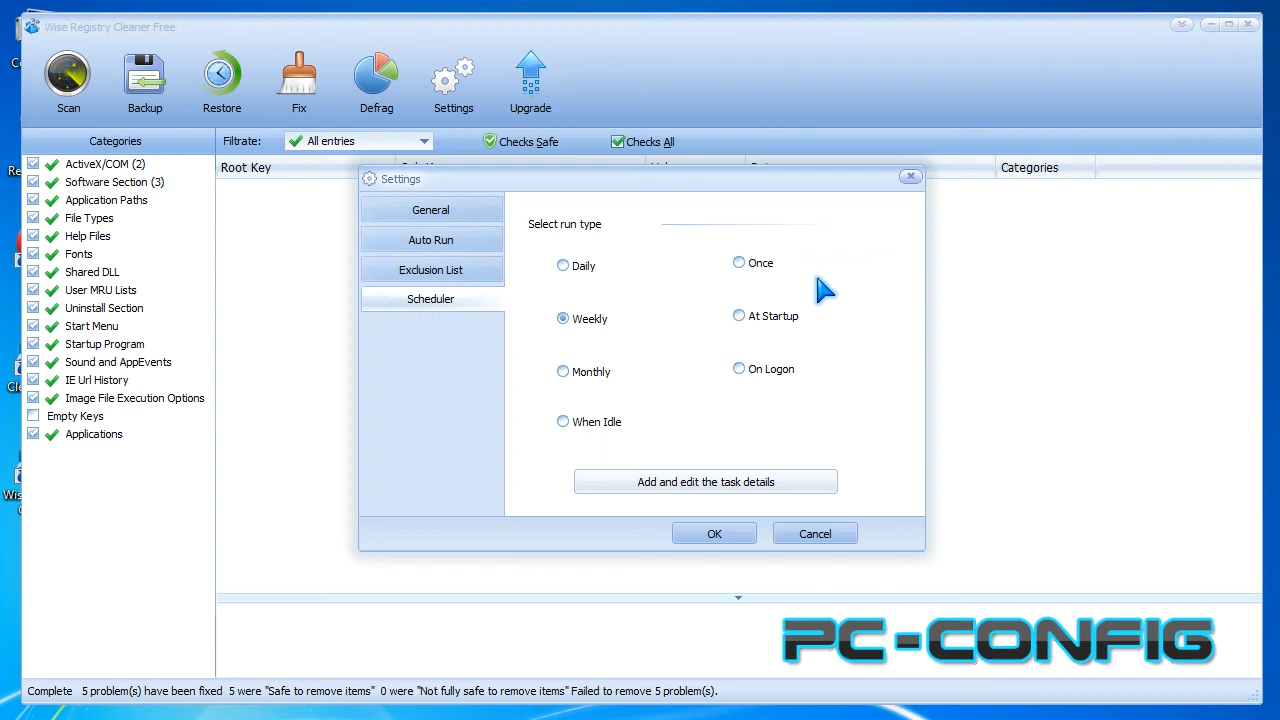 Wise Registry Cleaner Free
Scan Backup Restore Fix Defrag Settings Upgrade
Categories Filtrate: All entries Checks Safe Checks All
Root Key Categories
ActiveX/COM (2)
Software Section (3)
Application Paths
File Types
Help Files
Fonts
Shared DLL
User MRU Lists
Uninstall Section
Start Menu
Startup Program
Sound and AppEvents
IE Url History
Image File Execution Options
Empty Keys
Applications
Settings
General
Auto Run
Exclusion List
Scheduler
Select run type
Daily Once
Weekly At Startup
Monthly On Logon
When Idle
Add and edit the task details
OK Cancel
PC-CONFIG
Complete 5 problem(s) have been fixed 5 were "Safe to remove items" 0 were "Not fully safe to remove items" Failed to remove 5 problem(s).